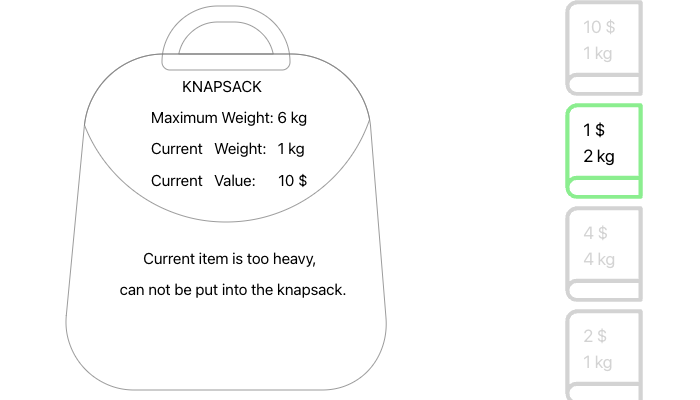 KNAPSACK
Maximum Weight: 6 kg
Current Weight: 1 kg
Current Value: 10 $
Current item is too heavy,
can not be put into the knapsack.
10 $
1 kg
1 $
2 kg
4 $
4 kg
2 $
1 kg